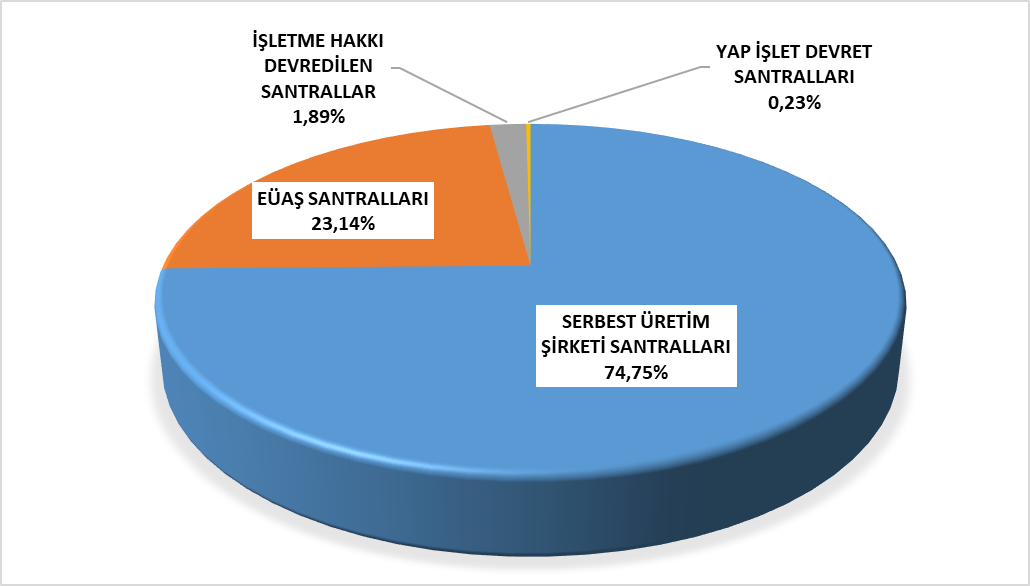 İŞLETME HAKKI
DEVREDİLEN
SANTRALLAR
1,89%
YAP İŞLET DEVRET
SANTRALLARI
0,23%
EÜAŞ SANTRALLARI
23,14%
SERBEST ÜRETİM
ŞİRKETİ SANTRALLARI
74,75%